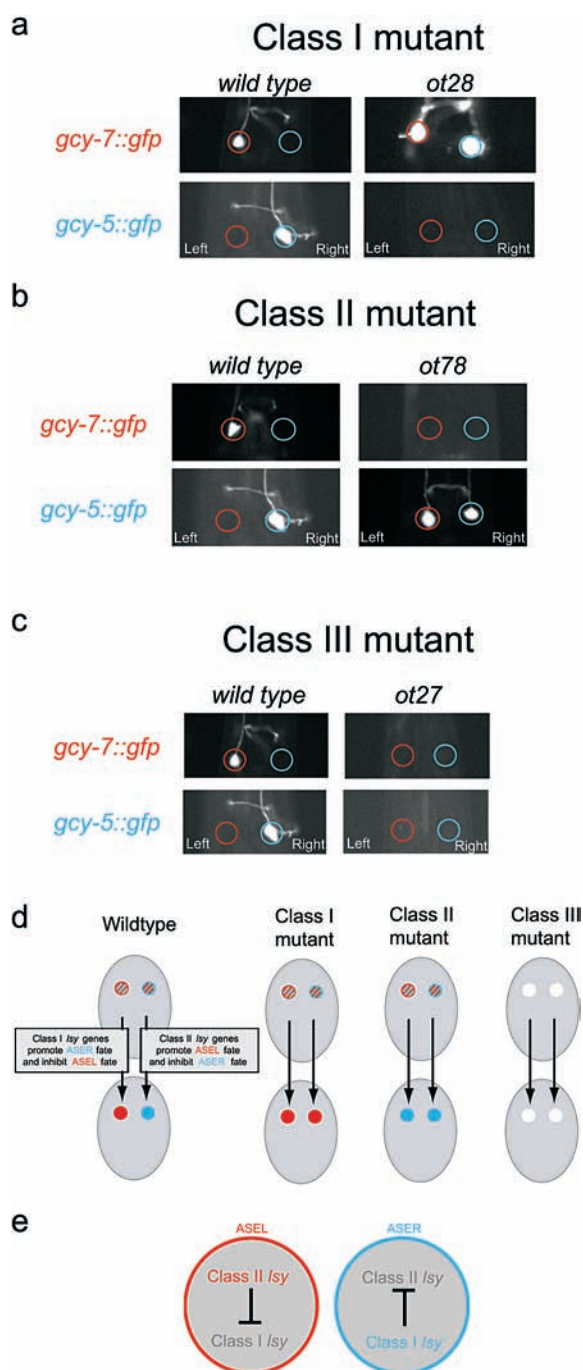 a
Class I mutant
wild type
ot28
gcy-7::gfp
gcy-5::gfp
Left
Right
b
Class II mutant
wild type
ot78
gcy-7::gfp
gcy-5::gfp
Left
Right
c
Class III mutant
wild type
ot27
gcy-7::gfp
gcy-5::gfp
Left
Right
Left
Right
d
Wildtype
Class I
mutant
Class II
mutant
Class III
mutant
Class I lsy genes
promote ASER fate
and inhibit ASEL fate
Class II lsy genes
promote ASEL fate
and inhibit ASER fate
e
ASEL
Class II lsy
Class I lsy
ASER
Class II lsy
Class I lsy